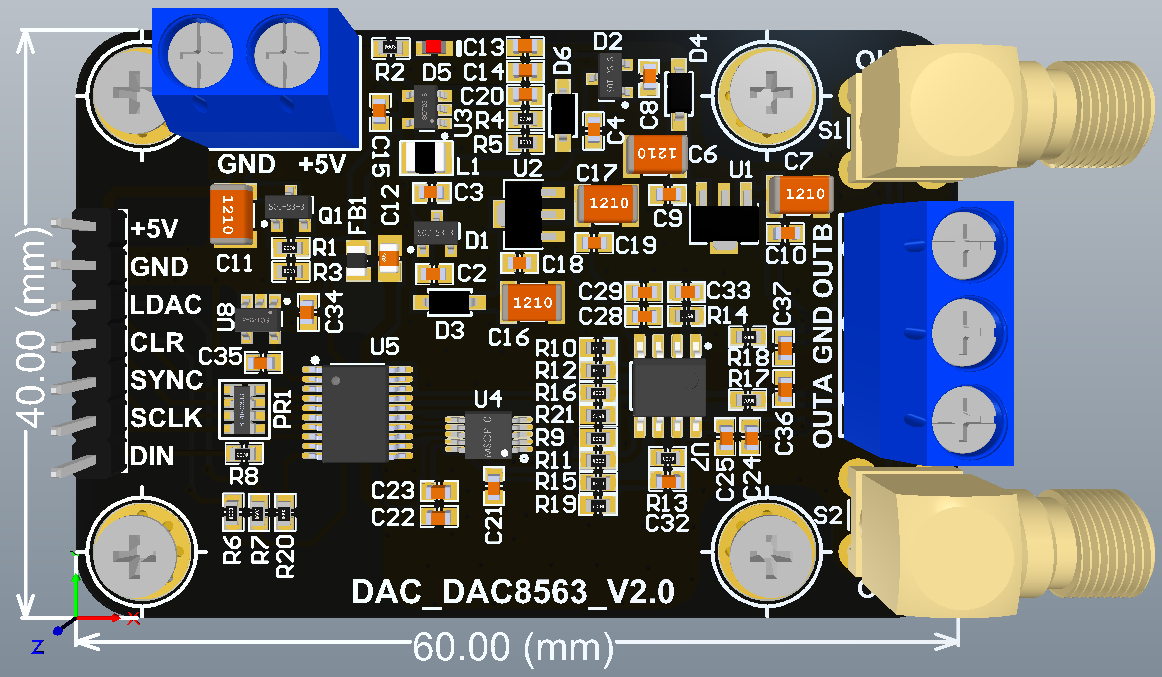 R2
D5
C13
C14
C20
R4
R5
D6
D2
D4
C8
C4
C15
U3
L1
GND +5V
C6
1210
S1
OU
U2
C17
U1
C7
1210
1210
C12
C3
C9
C10
C19
C18
1210
C11
Q1
FB1
R1
R3
D1
C2
D3
1210
C16
+5V
GND
LDAC
CLR
SYNC
SCLK
DIN
U8
C34
C35
PR1
R8
U5
U4
C29
C28
C33
R14
C37
R18
R17
C36
R10
R12
R16
R21
R9
R11
R15
R19
U7
C25
C24
R13
C32
C23
C22
C21
R6
R7
R20
OUTA GND OUTB
S2
DAC_DAC8563_V2.0
40.00 (mm)
60.00 (mm)
X
Z